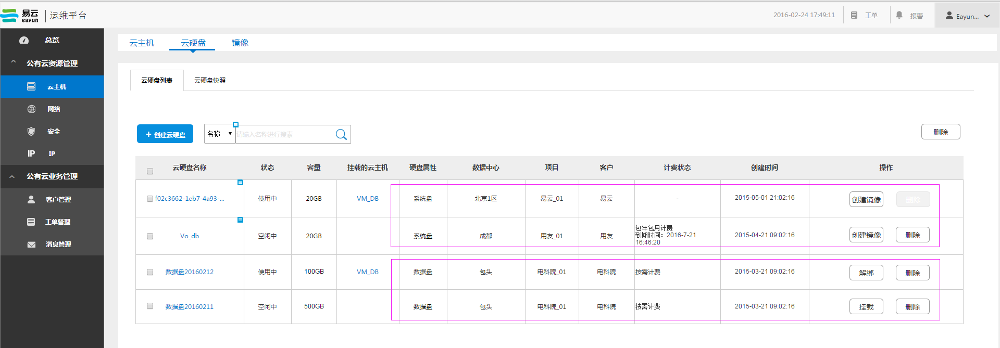 易云
eayun
运维平台
2016-02-24 17:49:11
工单
报警
Eayun...
总览
公有云资源管理
云主机
网络
安全
IP IP
公有云业务管理
客户管理
工单管理
消息管理
云主机 云硬盘 镜像
云硬盘列表 云硬盘快照
+ 创建云硬盘 名称 请输入名称进行搜素 删除
云硬盘名称 状态 容量 挂载的云主机 硬盘属性 数据中心 项目 客户 计费状态 创建时间 操作
f02c3662-1eb7-4a93-... 使用中 20GB VM_DB 系统盘 北京1区 易云_01 易云 - 2015-05-01 21:02:16 创建镜像 删除
Vo_db 空闲中 20GB 系统盘 成都 用友_01 用友 包年包月计费
到期时间：2016-7-21
16:46:20
2015-04-21 09:02:16 创建镜像 删除
数据盘20160212 使用中 100GB VM_DB 数据盘 包头 电科院_01 电科院 按需计费 2015-03-21 09:02:16 解绑 删除
数据盘20160211 空闲中 500GB 数据盘 包头 电科院_01 电科院 按需计费 2015-03-21 09:02:16 挂载 删除